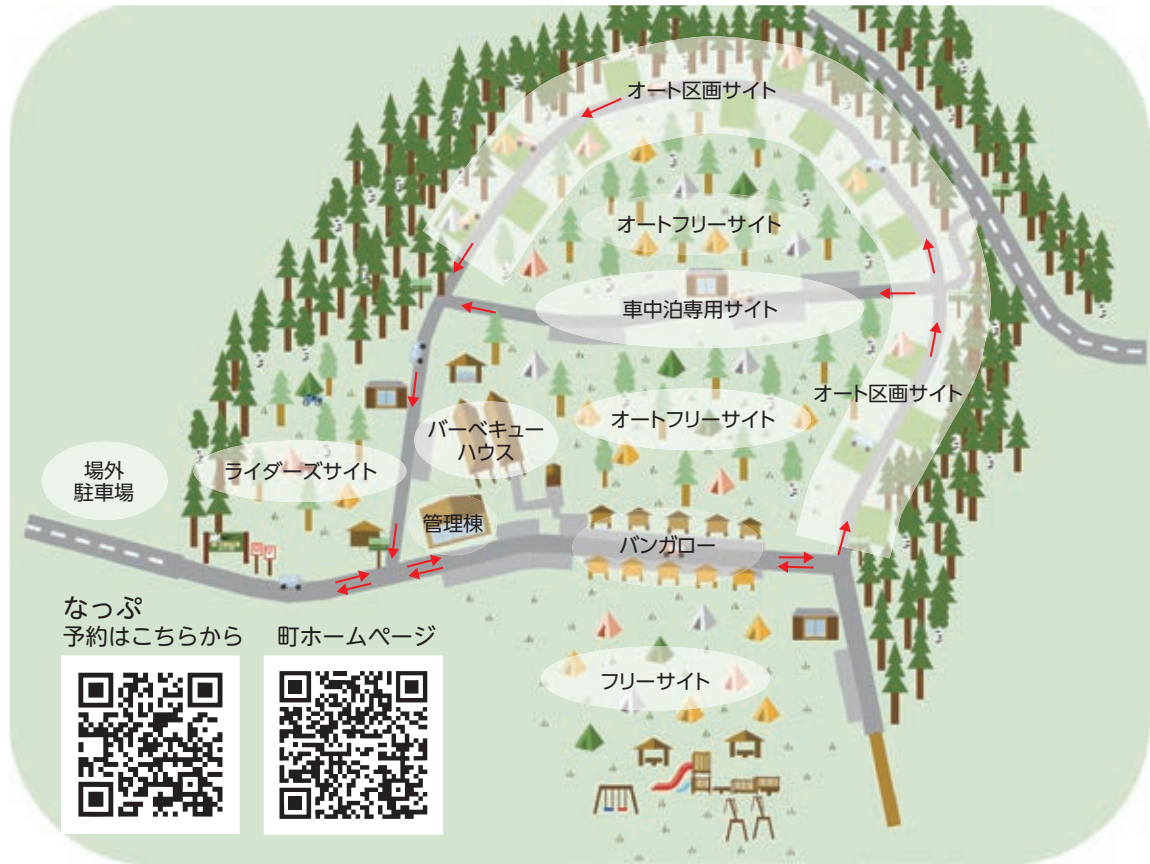 オート区画サイト
オートフリーサイト
車中泊専用サイト
オート区画サイト
オートフリーサイト
バーベキュー
ハウス
ライダーズサイト
場外
駐車場
管理棟
バンガロー
なっぷ
予約はこちらから
町ホームページ
フリーサイト